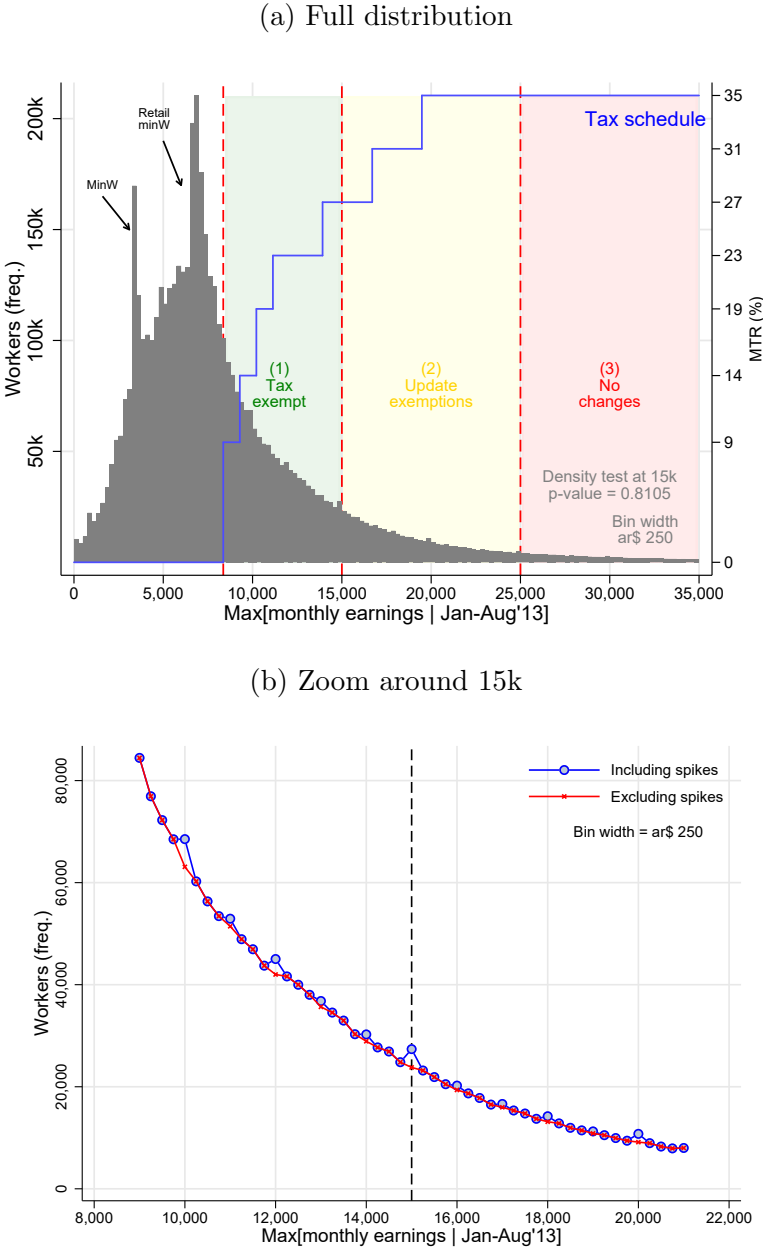 (a) Full distribution
200k
150k
100k
50k
Workers (freq.)
Retail
minW
MinW
Tax schedule
35
31
27
23
19
14
9
0
MTR (%)
(1)
Tax
exempt
(2)
Update
exemptions
(3)
No
changes
Density test at 15k
p-value = 0.8105
Bin width
ar$ 250
0 5,000 10,000 15,000 20,000 25,000 30,000 35,000
Max[monthly earnings | Jan-Aug'13]
(b) Zoom around 15k
80,000
60,000
40,000
20,000
0
Workers (freq.)
Including spikes
Excluding spikes
Bin width = ar$ 250
8,000 10,000 12,000 14,000 16,000 18,000 20,000 22,000
Max[monthly earnings | Jan-Aug'13]